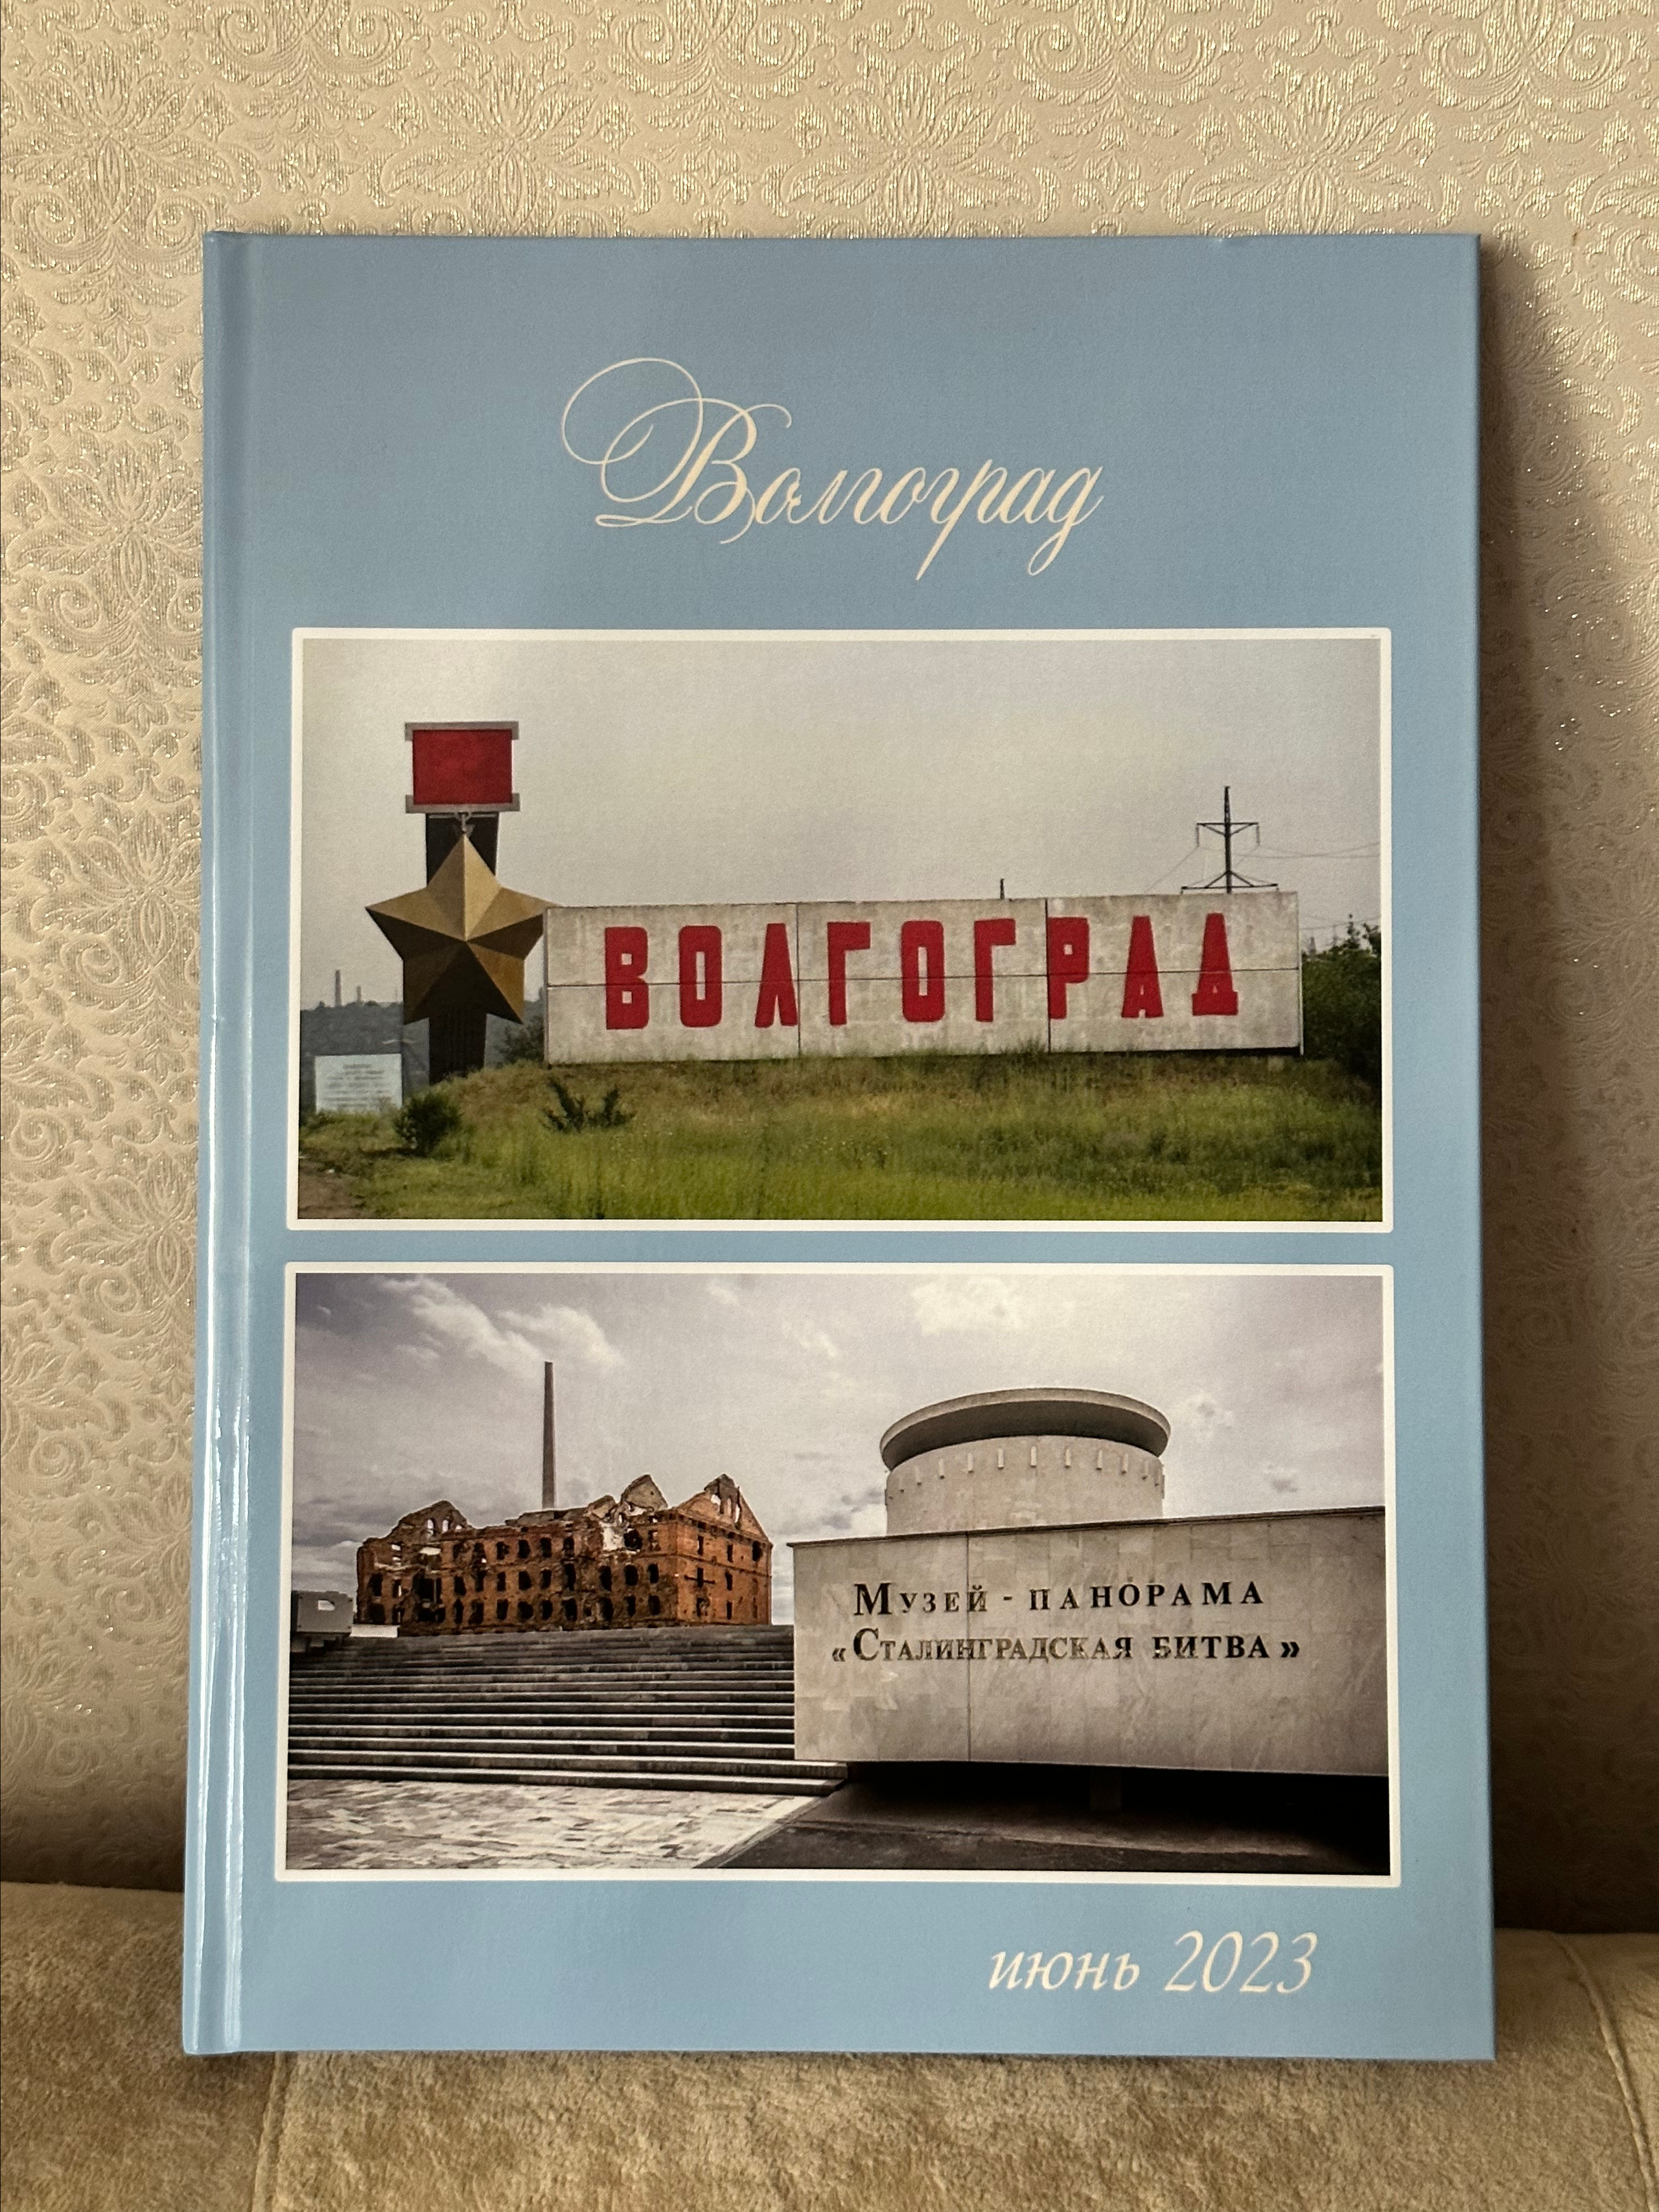 Волгоград
ВОЛГОГРАД
Музей - панорама
«Сталинградская битва»
июнь 2023